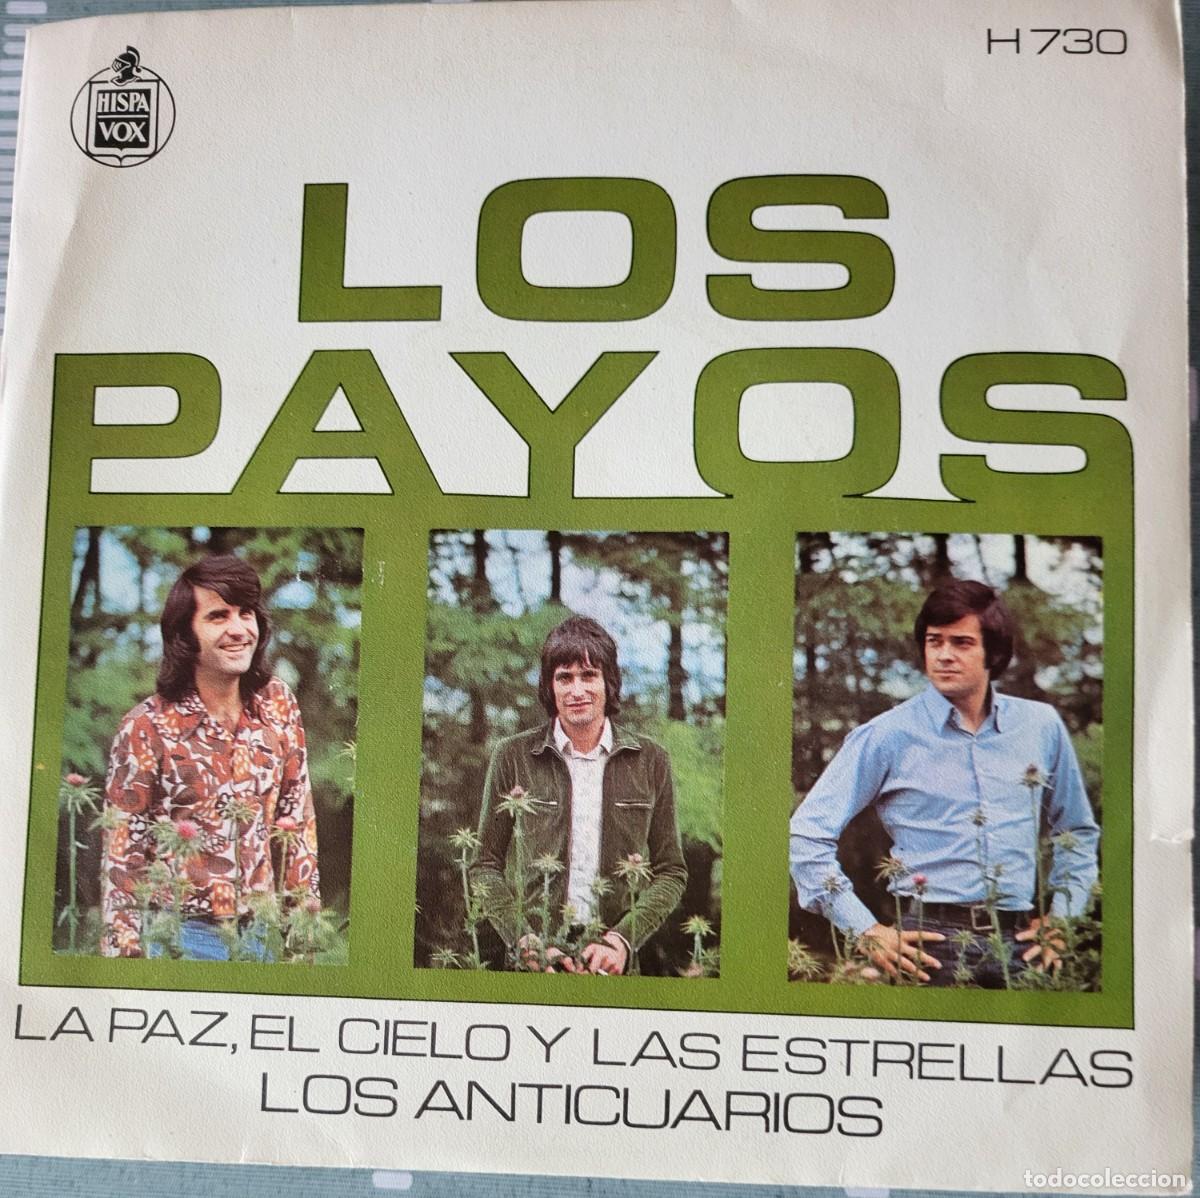 H 730
HISPA
VOX
LOS
PAYOS
LA PAZ, EL CIELO Y LAS ESTRELLAS
LOS ANTICUARIOS
todocoleccion